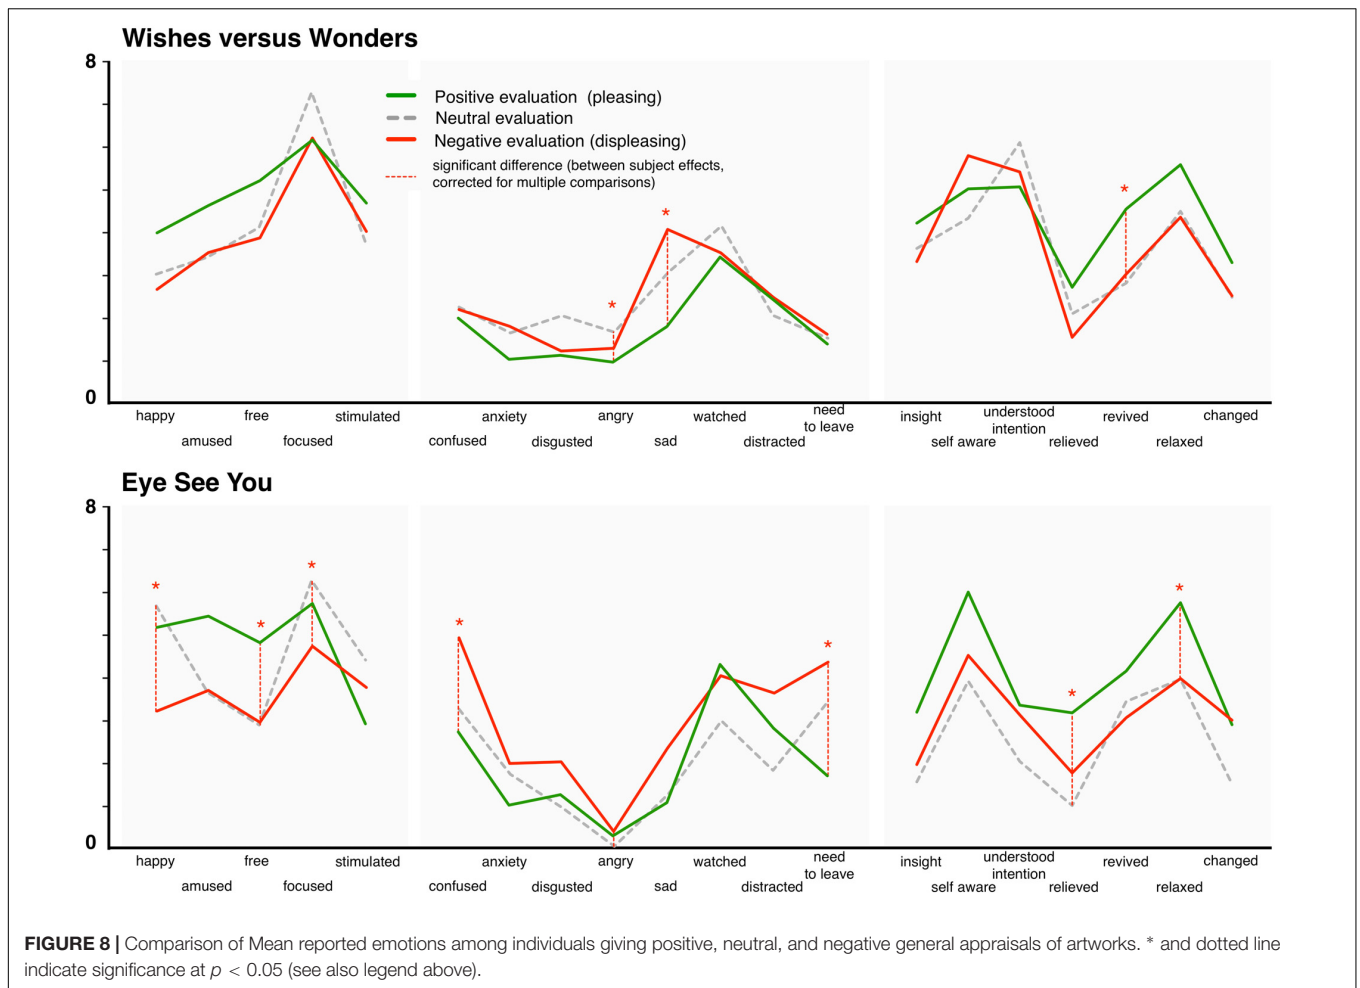 Wishes versus Wonders
8
Positive evaluation (pleasing)
Neutral evaluation
Negative evaluation (displeasing)
significant difference (between subject effects,
corrected for multiple comparisons)
*
*
*
0
happy
amused
free
focused
stimulated
confused
anxiety
disgusted
angry
sad
watched
distracted
need
to leave
insight
self aware
understood
intention
relieved
revived
relaxed
changed
Eye See You
8
*
*
*
*
*
*
*
0
happy
amused
free
focused
stimulated
confused
anxiety
disgusted
angry
sad
watched
distracted
need
to leave
insight
self aware
understood
intention
relieved
revived
relaxed
changed
FIGURE 8 | Comparison of Mean reported emotions among individuals giving positive, neutral, and negative general appraisals of artworks. * and dotted line
indicate significance at p < 0.05 (see also legend above).